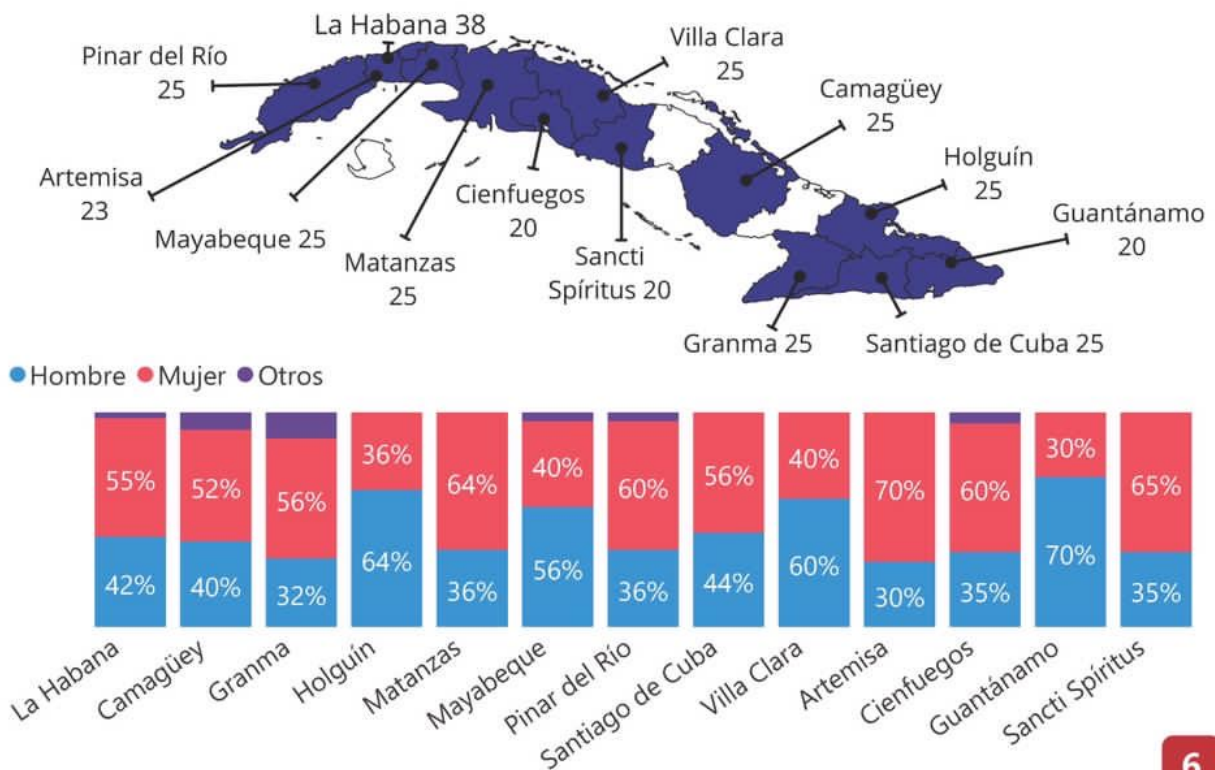 La Habana 38
Pinar del Río
25
Villa Clara
25
Camagüey
25
Holguín
25
Guantánamo
20
Artemisa
23
Mayabeque 25
Matanzas
25
Cienfuegos
20
Sancti
Spíritus 20
Granma 25
Santiago de Cuba 25
Hombre Mujer Otros
55% 52% 56% 36% 64% 40% 60% 56% 40% 70% 60% 30% 65%
42% 40% 32% 64% 36% 56% 36% 44% 60% 30% 35% 70% 35%
La Habana
Camagüey
Granma
Holguín
Matanzas
Mayabeque
Pinar del Río
Santiago de Cuba
Villa Clara
Artemisa
Cienfuegos
Guantánamo
Sancti Spíritus
6